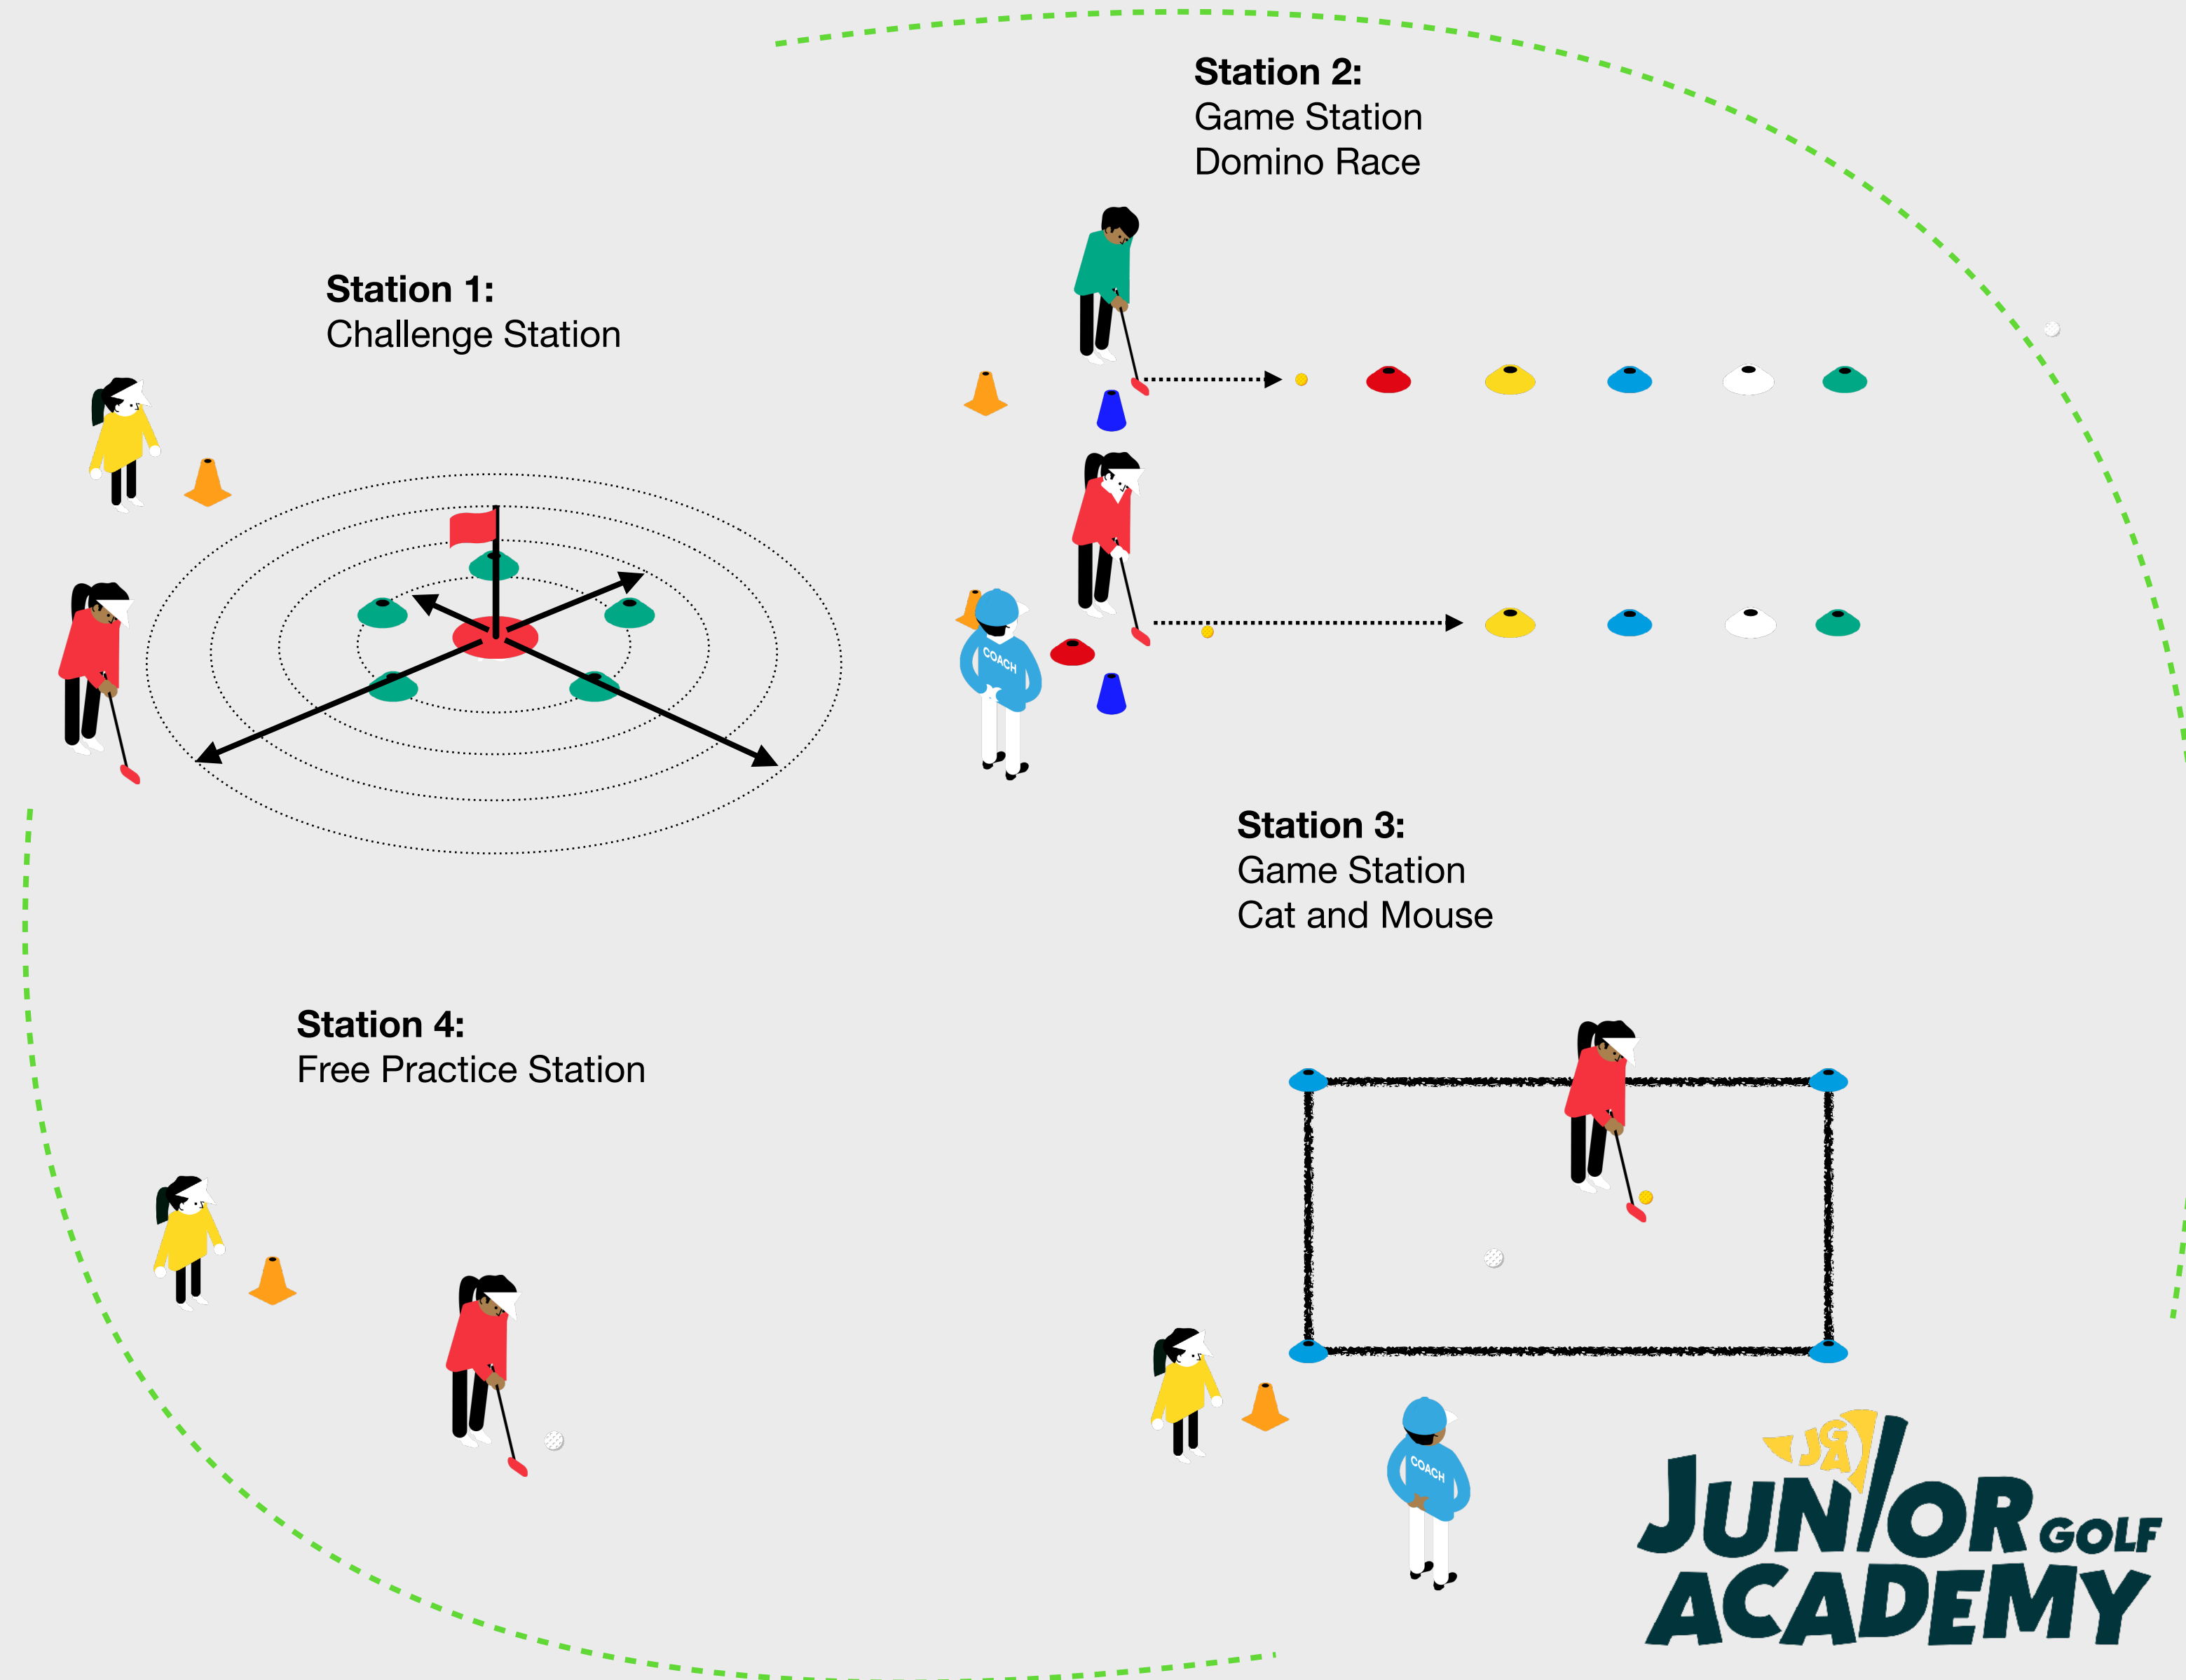 Station 2:
Game Station
Domino Race
Station 1:
Challenge Station
COACH
Station 3:
Game Station
Cat and Mouse
Station 4:
Free Practice Station
COACH
JGA
JUNIOR GOLF
ACADEMY